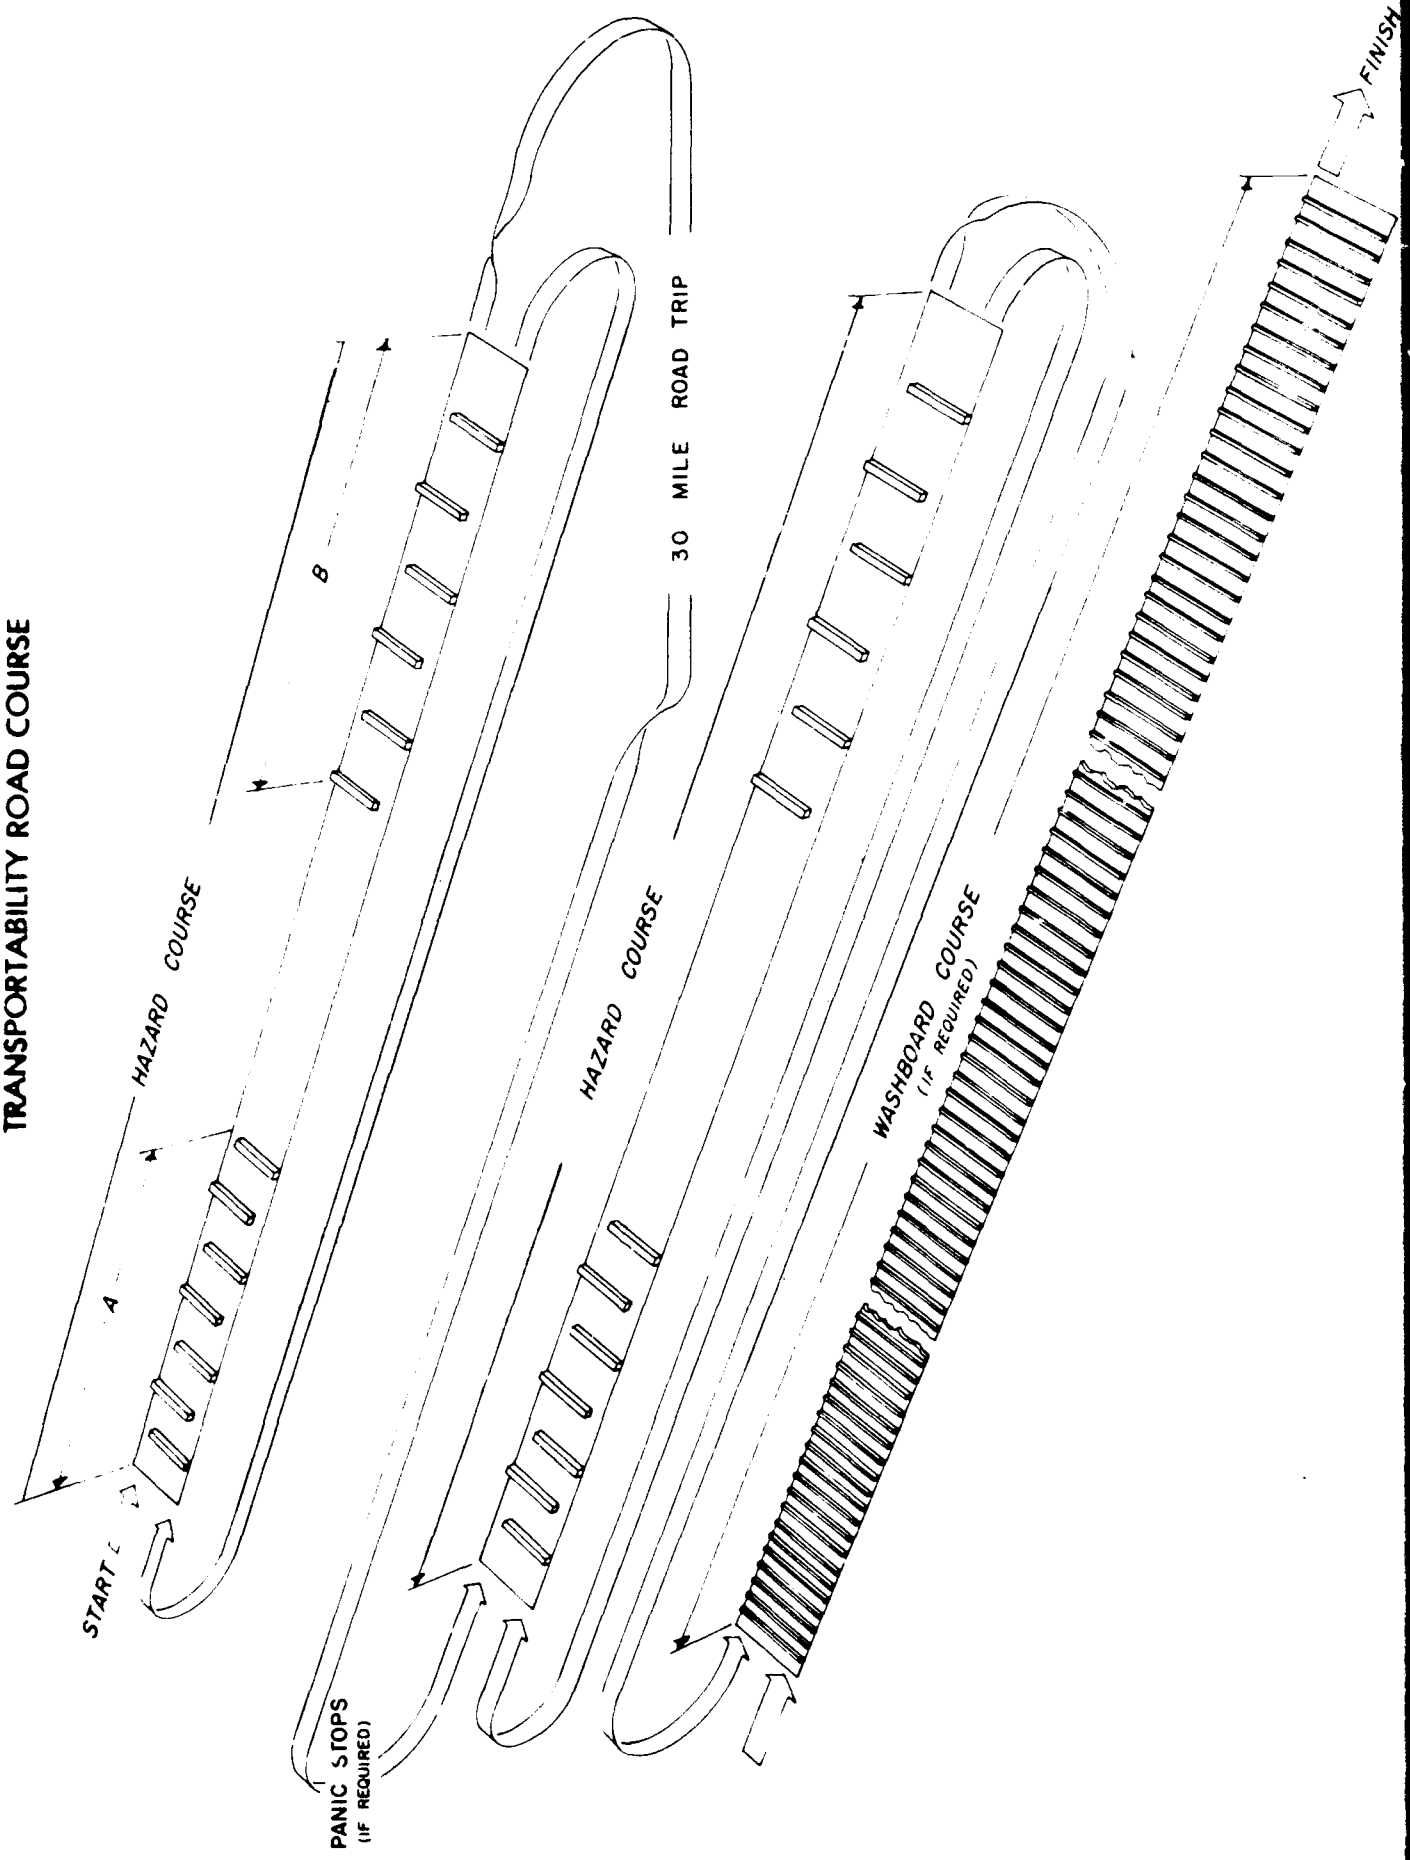 TRANSPORTABILITY ROAD COURSE
START
A
HAZARD COURSE
B
30 MILE ROAD TRIP
PANIC STOPS
(IF REQUIRED)
HAZARD COURSE
WASHBOARD COURSE
(IF REQUIRED)
FINISH